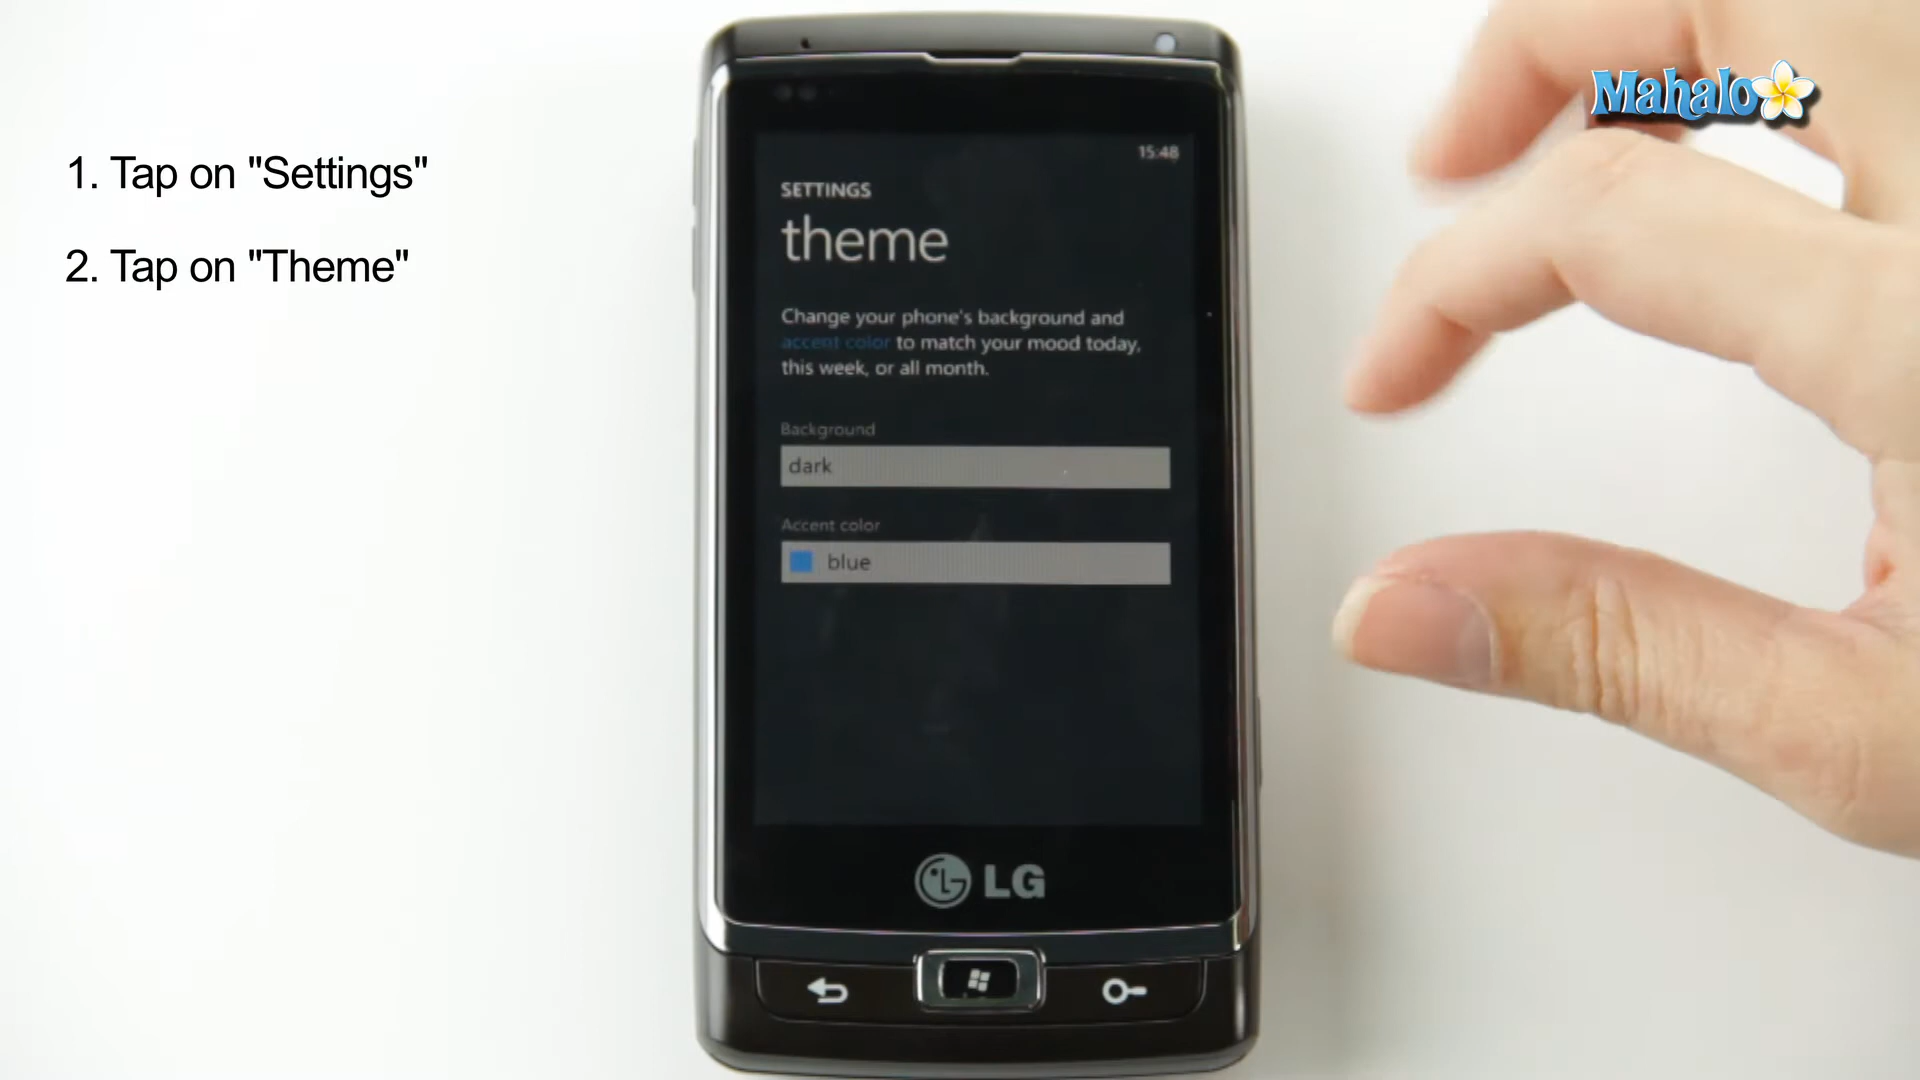 1. Tap on "Settings"
2. Tap on "Theme"
Mahalo
15:48
SETTINGS
theme
Change your phone's background and
accent color to match your mood today,
this week, or all month.
Background
dark
Accent color
blue
LG